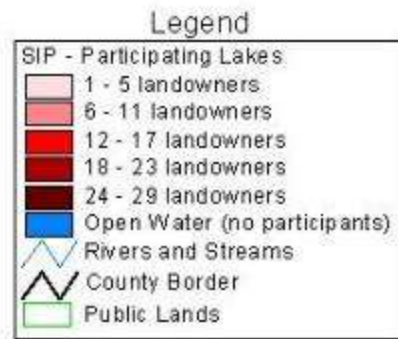 Legend
SIP - Participating Lakes
1 - 5 landowners
6 - 11 landowners
12 - 17 landowners
18 - 23 landowners
24 - 29 landowners
Open Water (no participants)
Rivers and Streams
County Border
Public Lands